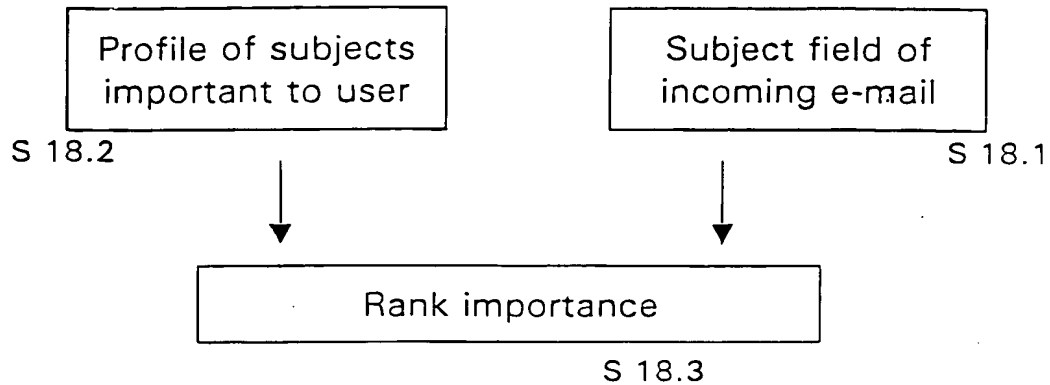 Profile of subjects
important to user
S 18.2
Subject field of
incoming e-mail
S 18.1
Rank importance
S 18.3